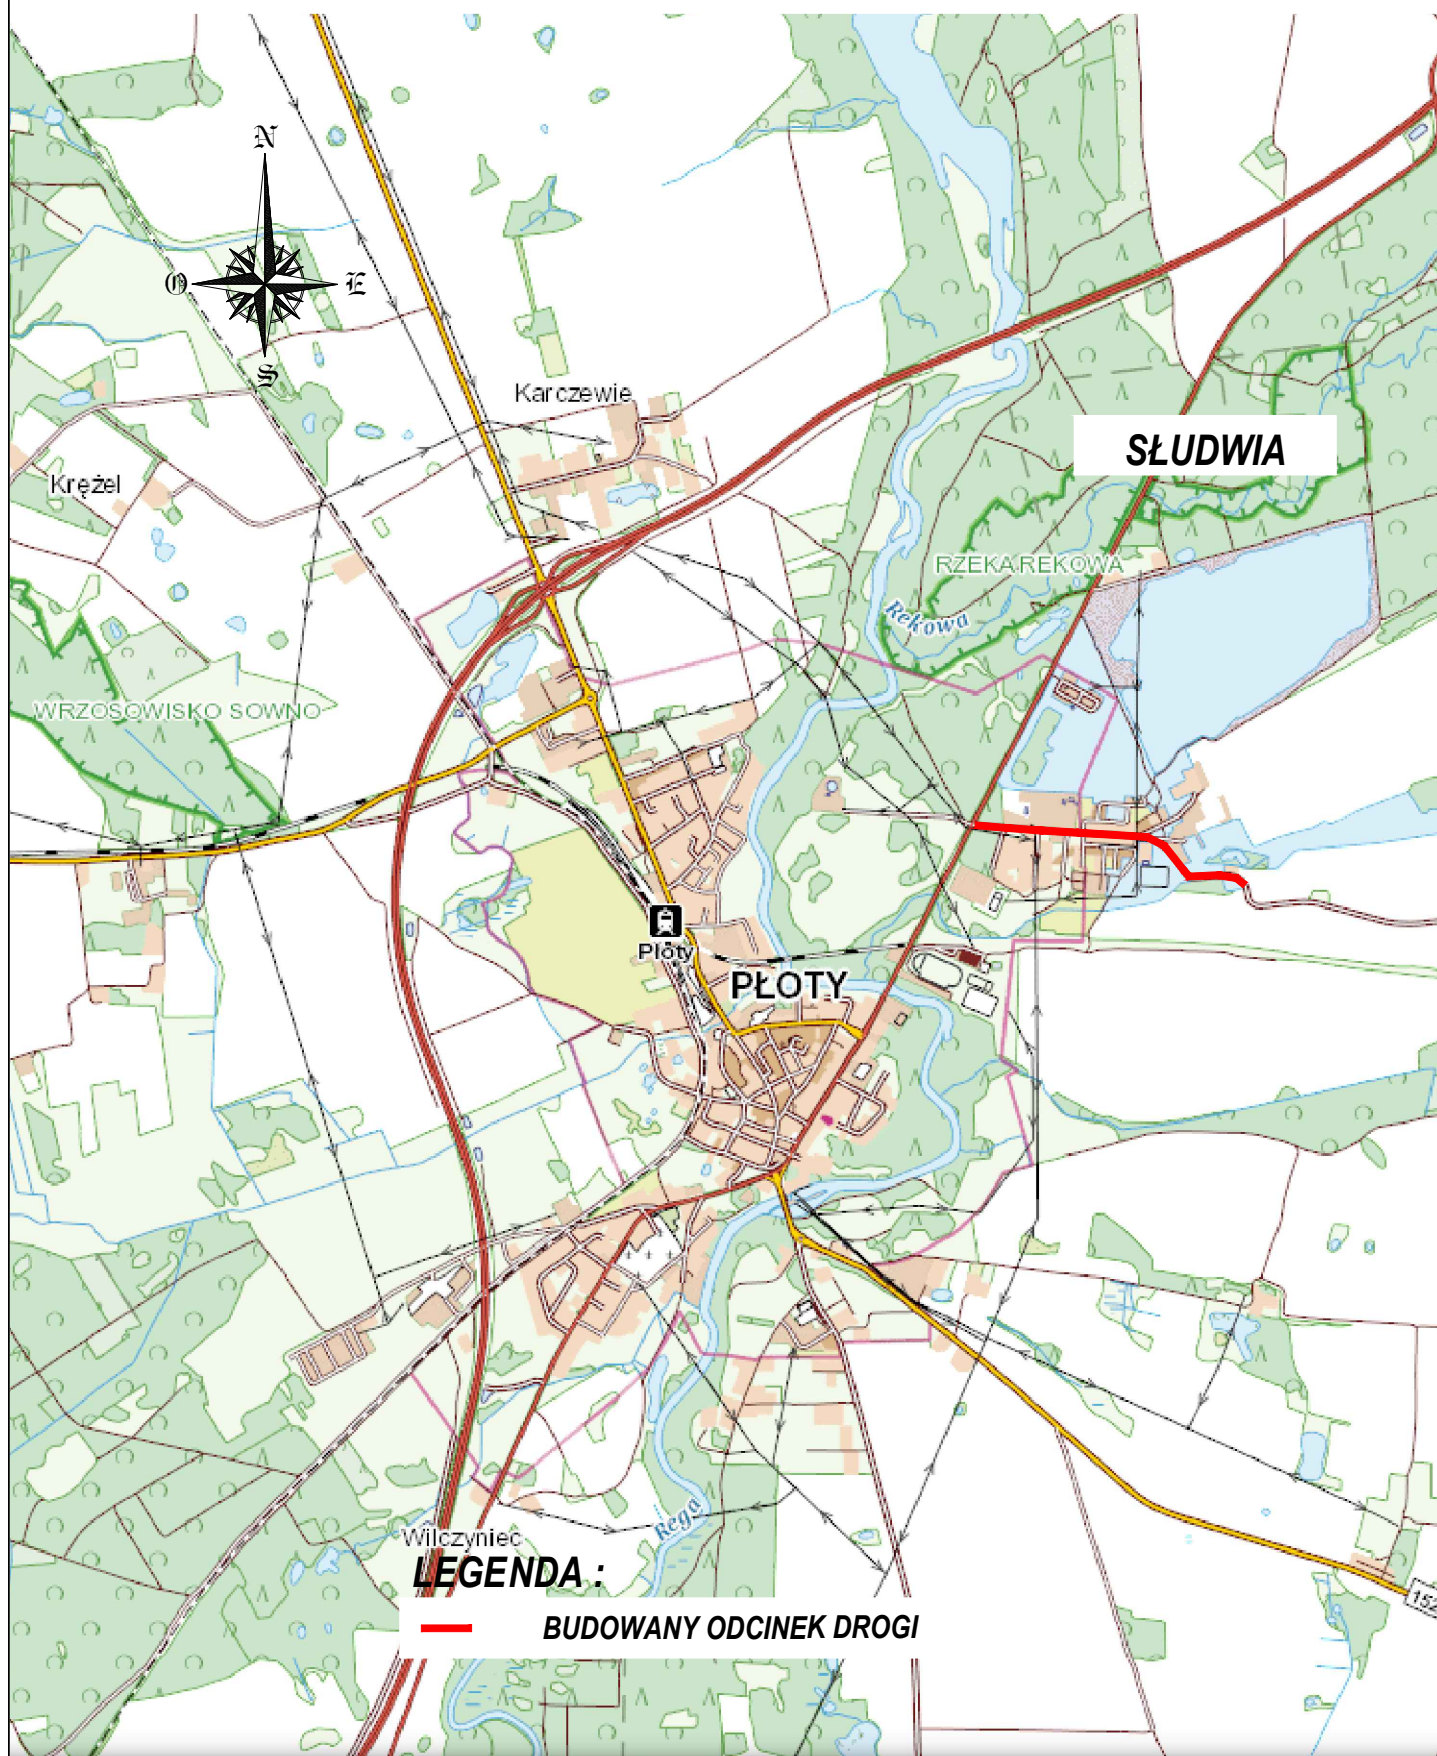 N
O
E
S
Karczewie
SŁUDWIA
Krężel
RZEKA REKOWA
Rekowa
WRZOSOWISKO SOWNO
Płoty
PŁOTY
Rega
Wilczyniec
LEGENDA :
152
BUDOWANY ODCINEK DROGI